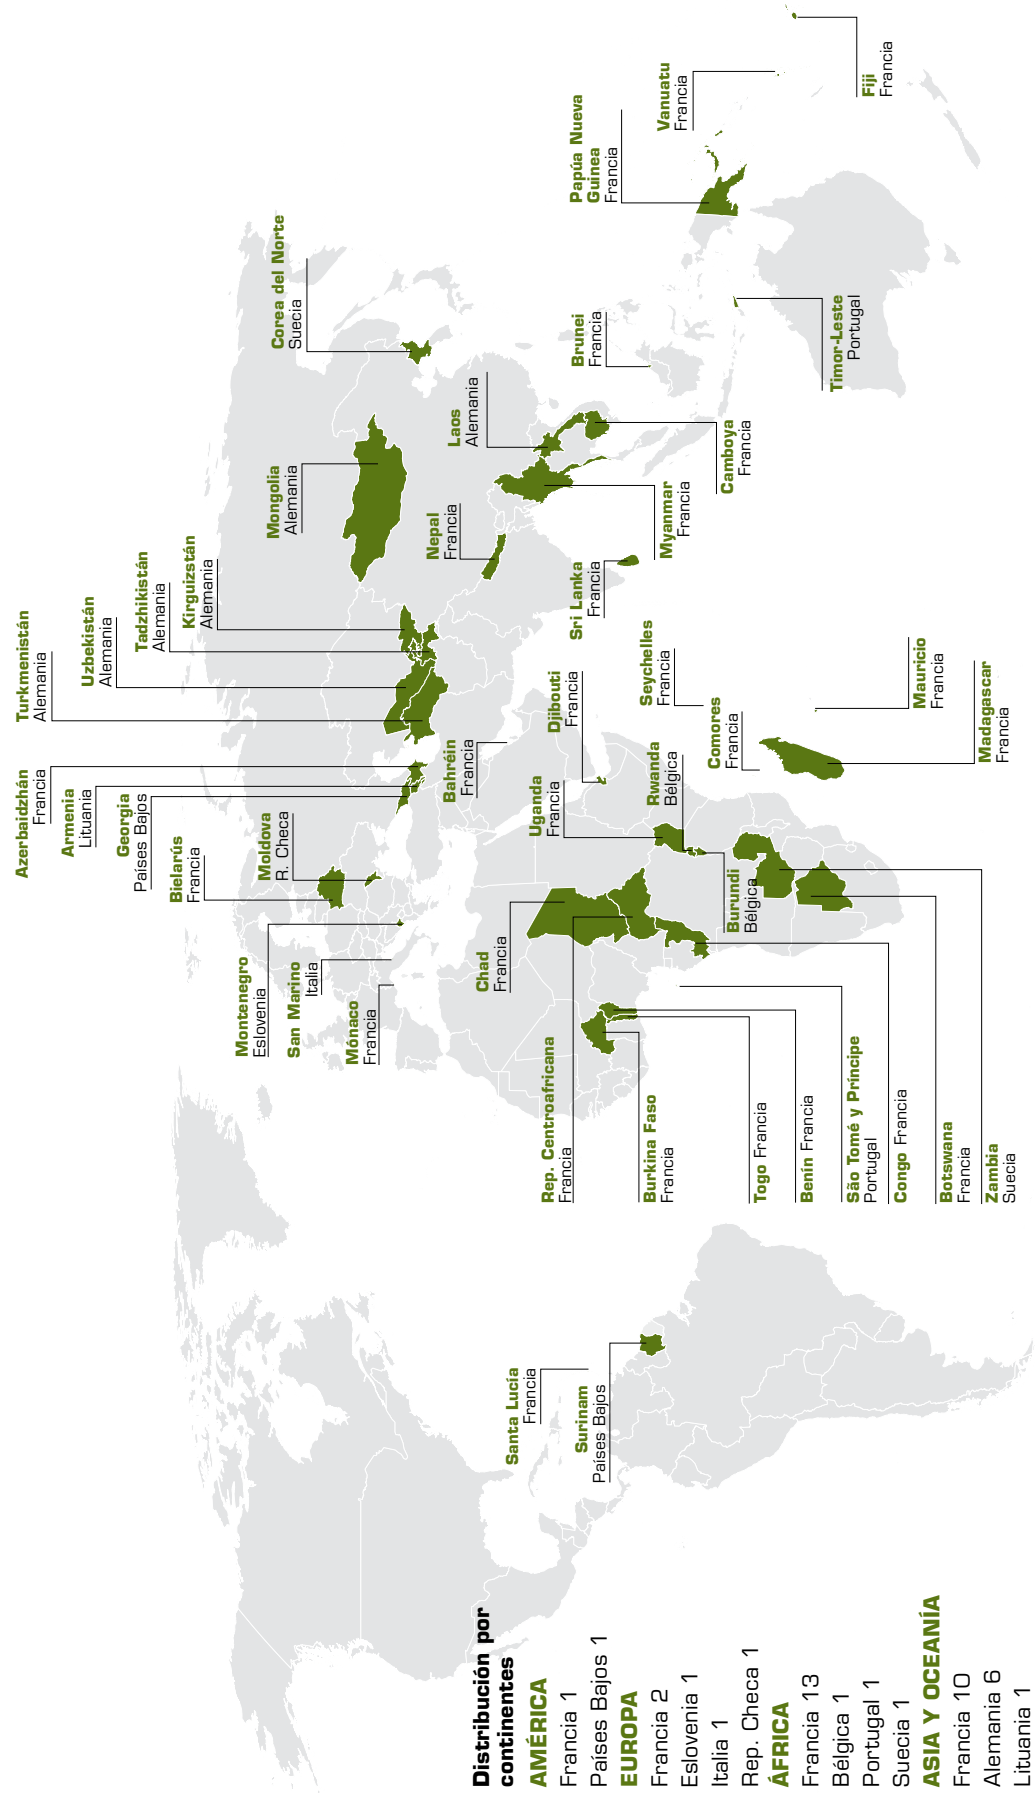 Azerbaidzhán
Francia
Armenia
Lituania
Georgia
Países Bajos
Bielarús
Francia
Moldova
R. Checa
Montenegro
Eslovenia
San Marino
Italia
Mónaco
Francia
Turkmenistán
Alemania
Uzbekistán
Alemania
Tadzhikistán
Alemania
Kirguizstán
Alemania
Mongolia
Alemania
Corea del Norte
Suecia
Bahréin
Francia
Nepal
Francia
Laos
Alemania
Brunei
Francia
Papúa Nueva
Guinea
Francia
Vanuatu
Francia
Fiji
Francia
Timor-Leste
Portugal
Camboya
Francia
Myanmar
Francia
Sri Lanka
Francia
Seychelles
Francia
Comores
Francia
Mauricio
Francia
Madagascar
Francia
Djibouti
Francia
Uganda
Francia
Rwanda
Bégica
Burundi
Bélgica
Chad
Francia
Rep. Centroafricana
Francia
Burkina Faso
Francia
Togo Francia
Benín Francia
São Tomé y Príncipe
Portugal
Congo Francia
Botswana
Francia
Zambia
Suecia
Santa Lucía
Francia
Surinam
Países Bajos
Distribución por
continentes
AMÉRICA
Francia 1
Países Bajos 1
EUROPA
Francia 2
Eslovenia 1
Italia 1
Rep. Checa 1
ÁFRICA
Francia 13
Bélgica 1
Portugal 1
Suecia 1
ASIA Y OCEANÍA
Francia 10
Alemania 6
Lituania 1